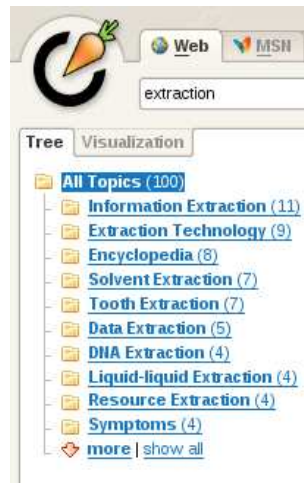 Web MSN
extraction
Tree Visualization
All Topics (100)
Information Extraction (11)
Extraction Technology (9)
Encyclopedia (8)
Solvent Extraction (7)
Tooth Extraction (7)
Data Extraction (5)
DNA Extraction (4)
Liquid-liquid Extraction (4)
Resource Extraction (4)
Symptoms (4)
more | show all